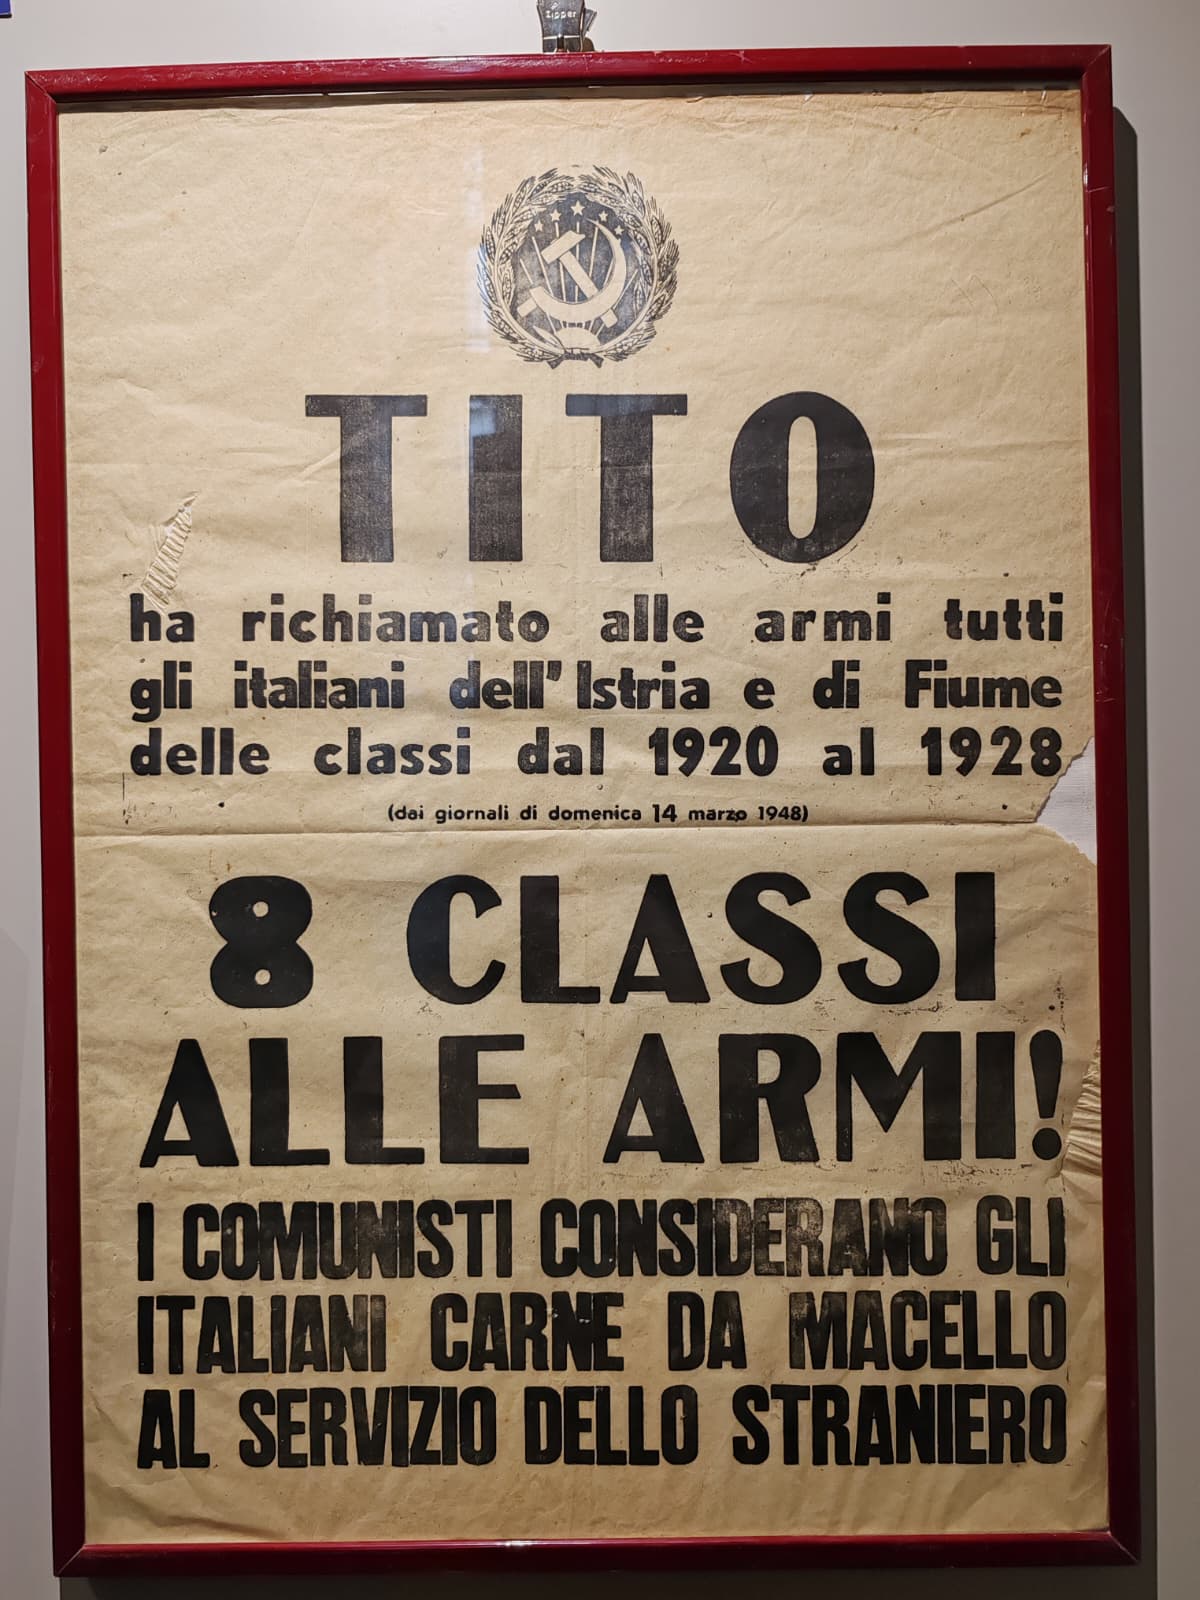 Zipper
TITO
ha richiamato alle armi tutti
gli italiani dell' Istria e di Fiume
delle classi dal 1920 al 1928
(dai giornali di domenica 14 marzo 1948)
8 CLASSI
ALLE ARMI!
I COMUNISTI CONSIDERANO GLI
ITALIANI CARNE DA MACELLO
AL SERVIZIO DELLO STRANIERO